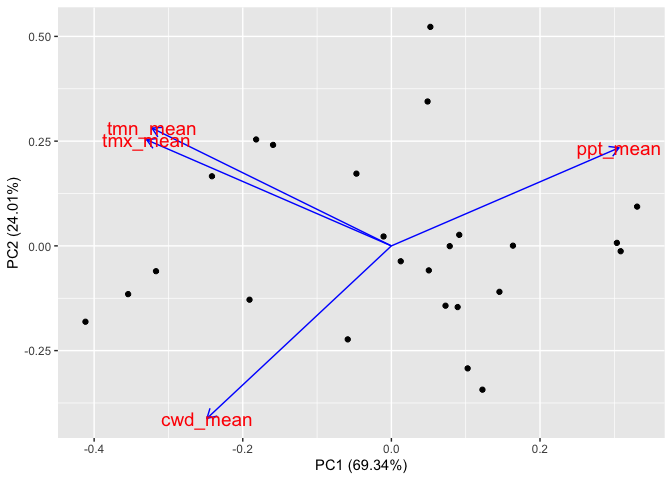 0.50
0.25
0.00
-0.25
PC2 (24.01%)
tmn_mean
tmx_mean
ppt_mean
cwd_mean
-0.4 -0.2 0.0 0.2
PC1 (69.34%)